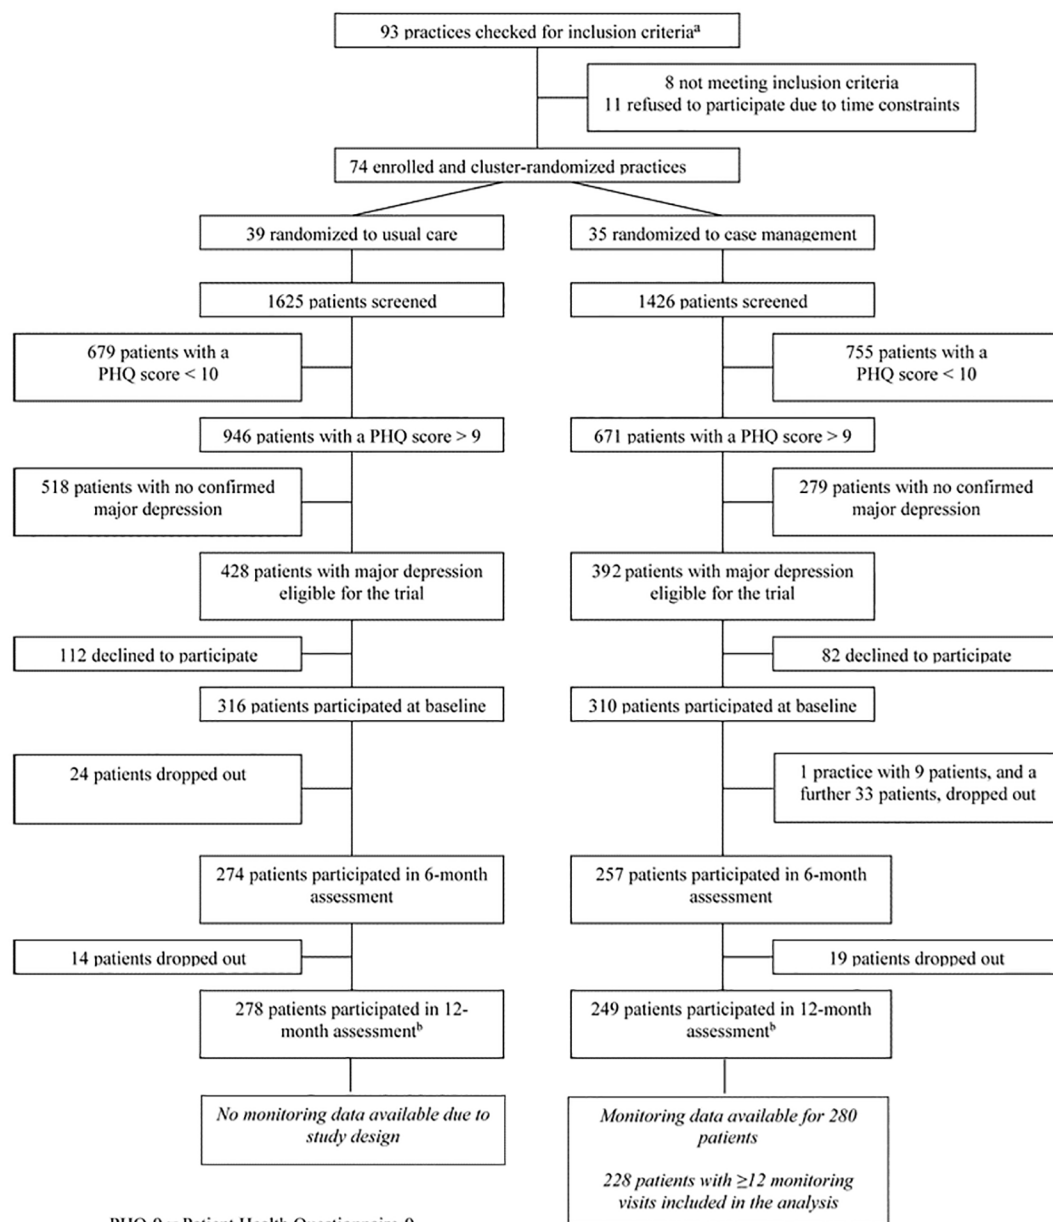 93 practices checked for inclusion criteriaᵃ
8 not meeting inclusion criteria
11 refused to participate due to time constraints
74 enrolled and cluster-randomized practices
39 randomized to usual care
35 randomized to case management
1625 patients screened
1426 patients screened
679 patients with a
PHQ score < 10
755 patients with a
PHQ score < 10
946 patients with a PHQ score > 9
671 patients with a PHQ score > 9
518 patients with no confirmed
major depression
279 patients with no confirmed
major depression
428 patients with major depression
eligible for the trial
392 patients with major depression
eligible for the trial
112 declined to participate
82 declined to participate
316 patients participated at baseline
310 patients participated at baseline
24 patients dropped out
1 practice with 9 patients, and a
further 33 patients, dropped out
274 patients participated in 6-month
assessment
257 patients participated in 6-month
assessment
14 patients dropped out
19 patients dropped out
278 patients participated in 12-
month assessmentᵇ
249 patients participated in 12-month
assessmentᵇ
No monitoring data available due to
study design
Monitoring data available for 280
patients
228 patients with ≥12 monitoring
visits included in the analysis
Patient Health Questionnaire-9